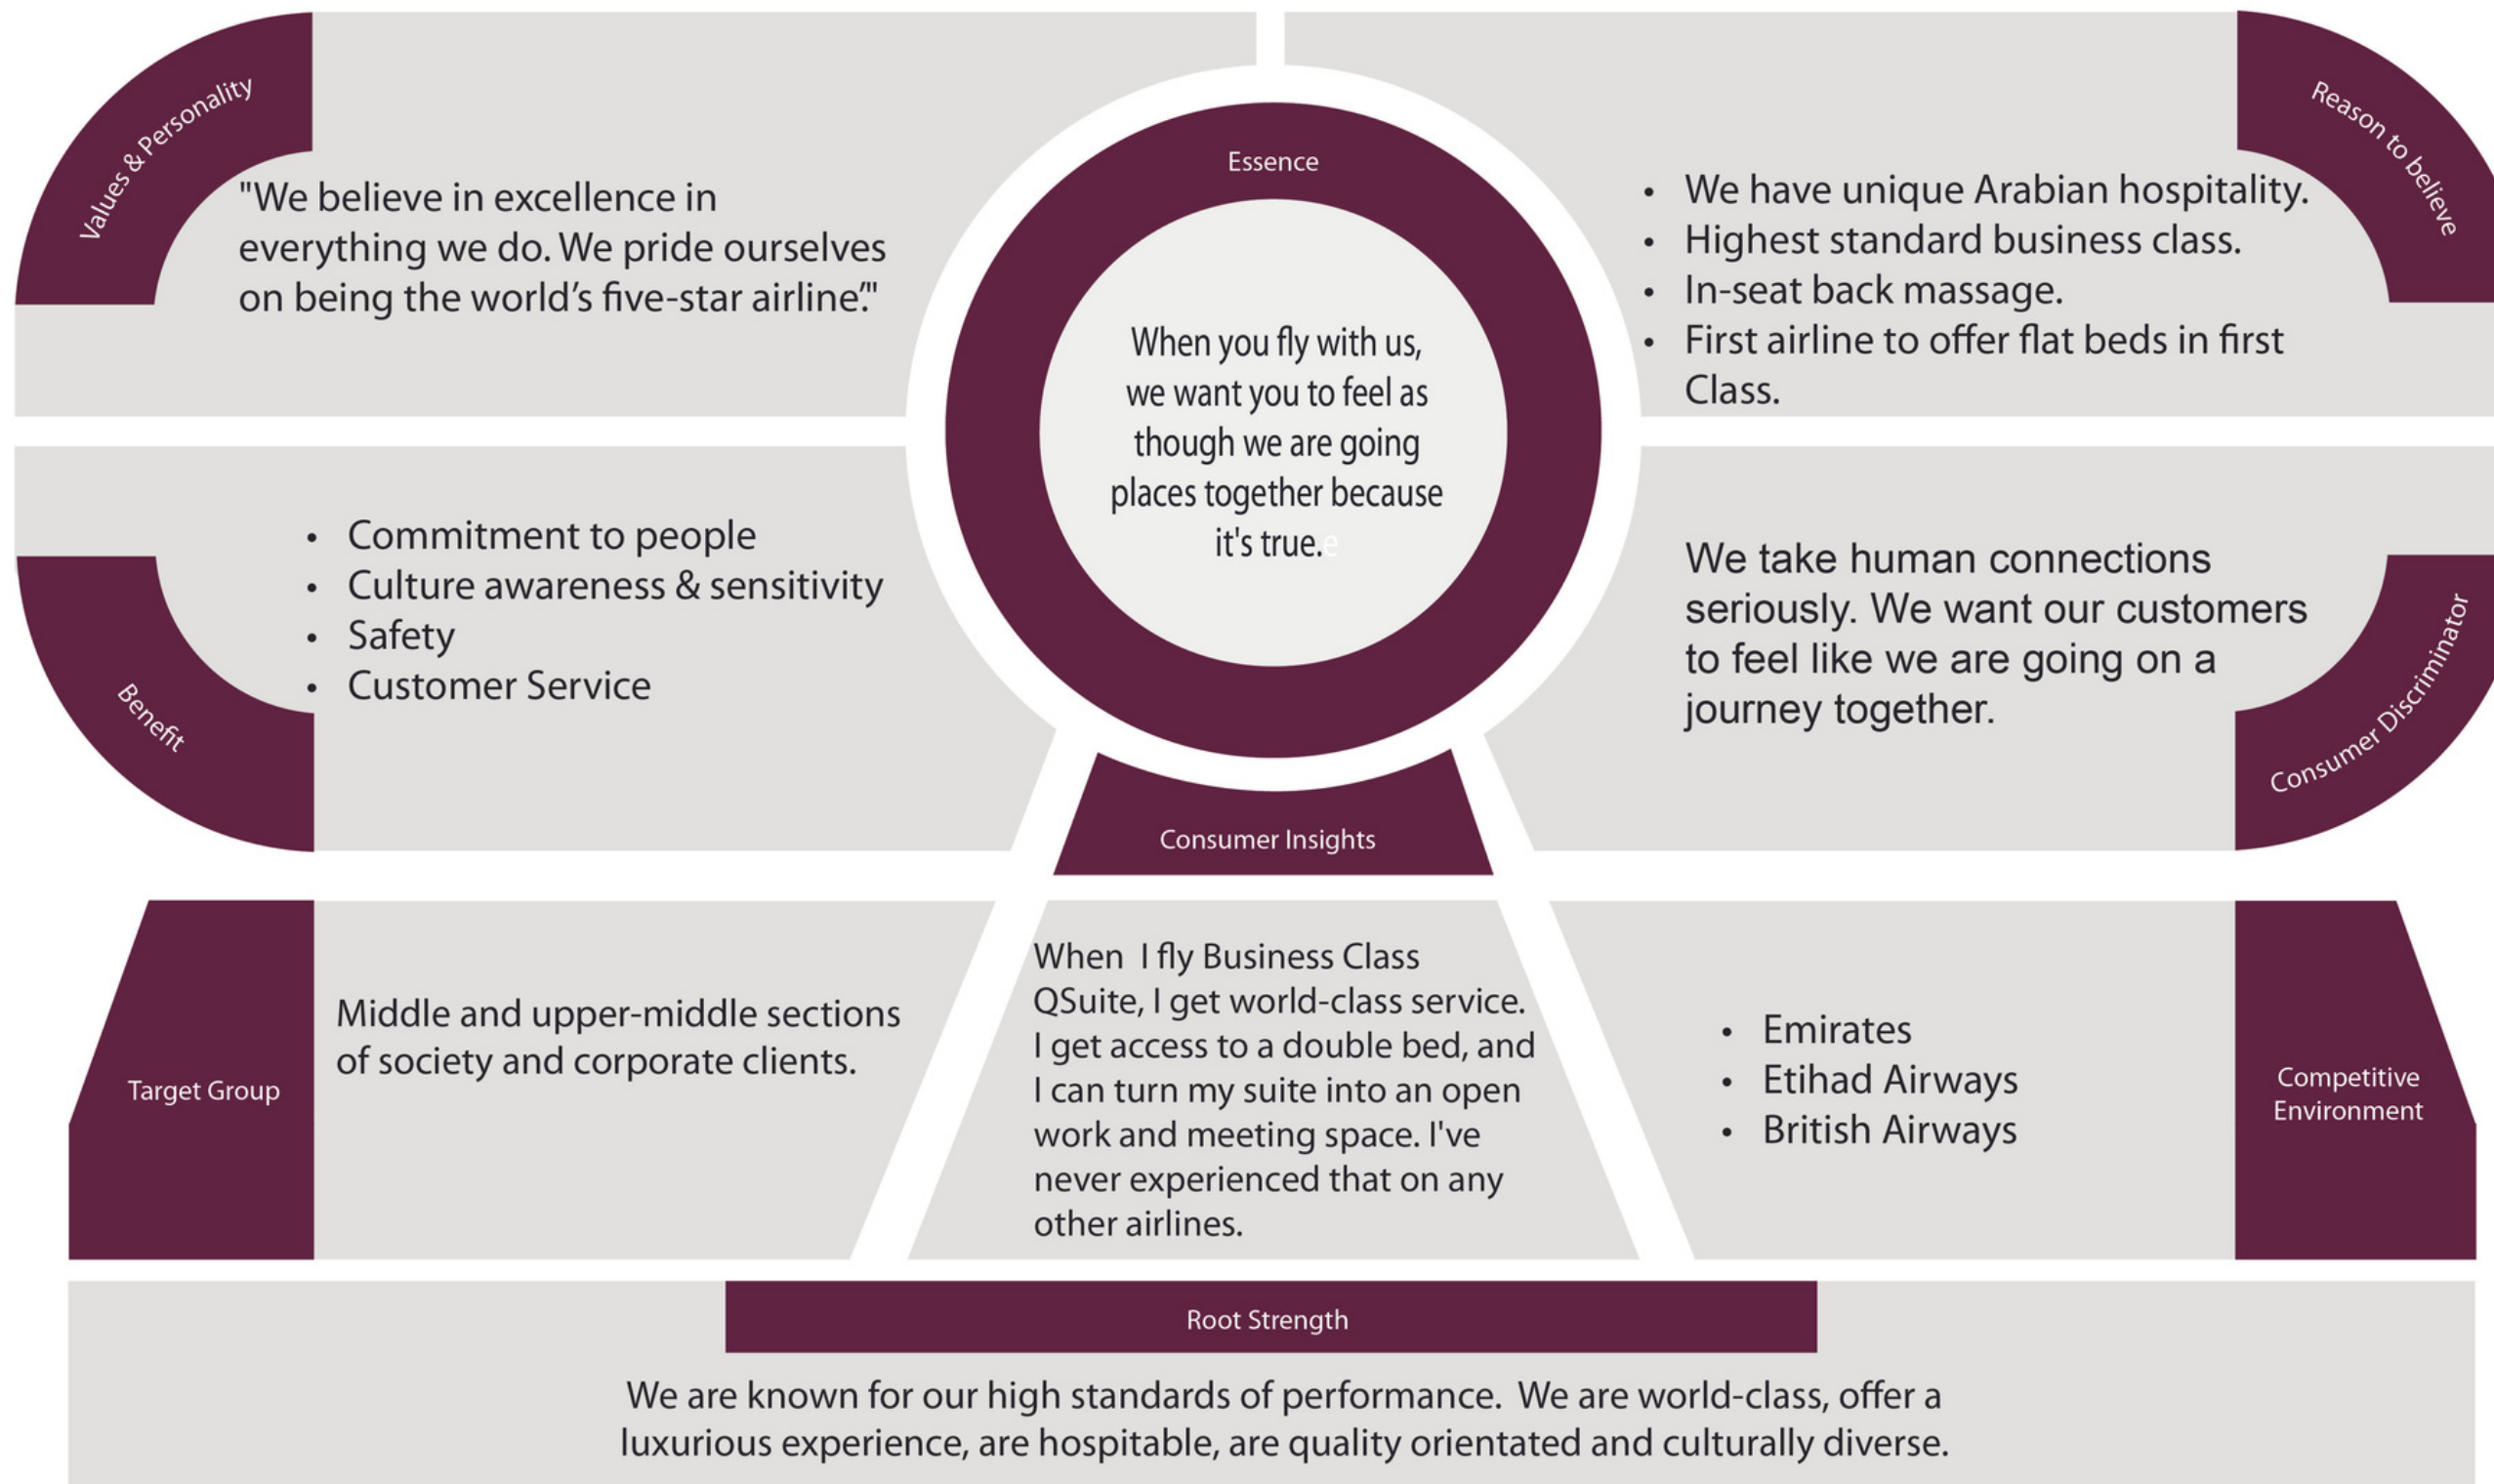 Values & Personality
"We believe in excellence in
everything we do. We pride ourselves
on being the world’s five-star airline."'
Essence
When you fly with us,
we want you to feel as
though we are going
places together because
it's true.e
Reason to believe
• We have unique Arabian hospitality.
• Highest standard business class.
• In-seat back massage.
• First airline to offer flat beds in first
Class.
Benefit
• Commitment to people
• Culture awareness & sensitivity
• Safety
• Customer Service
Consumer Discriminator
We take human connections
seriously. We want our customers
to feel like we are going on a
journey together.
Target Group
Middle and upper-middle sections
of society and corporate clients.
Consumer Insights
When I fly Business Class
QSuite, I get world-class service.
I get access to a double bed, and
I can turn my suite into an open
work and meeting space. I've
never experienced that on any
other airlines.
• Emirates
• Etihad Airways
• British Airways
Competitive
Environment
Root Strength
We are known for our high standards of performance. We are world-class, offer a
luxurious experience, are hospitable, are quality orientated and culturally diverse.